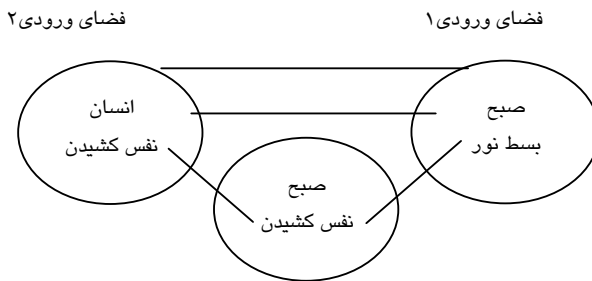 فضای ورودی۱
فضای ورودی۲
صبح
بسط نور
انسان
نفس کشیدن
صبح
نفس کشیدن